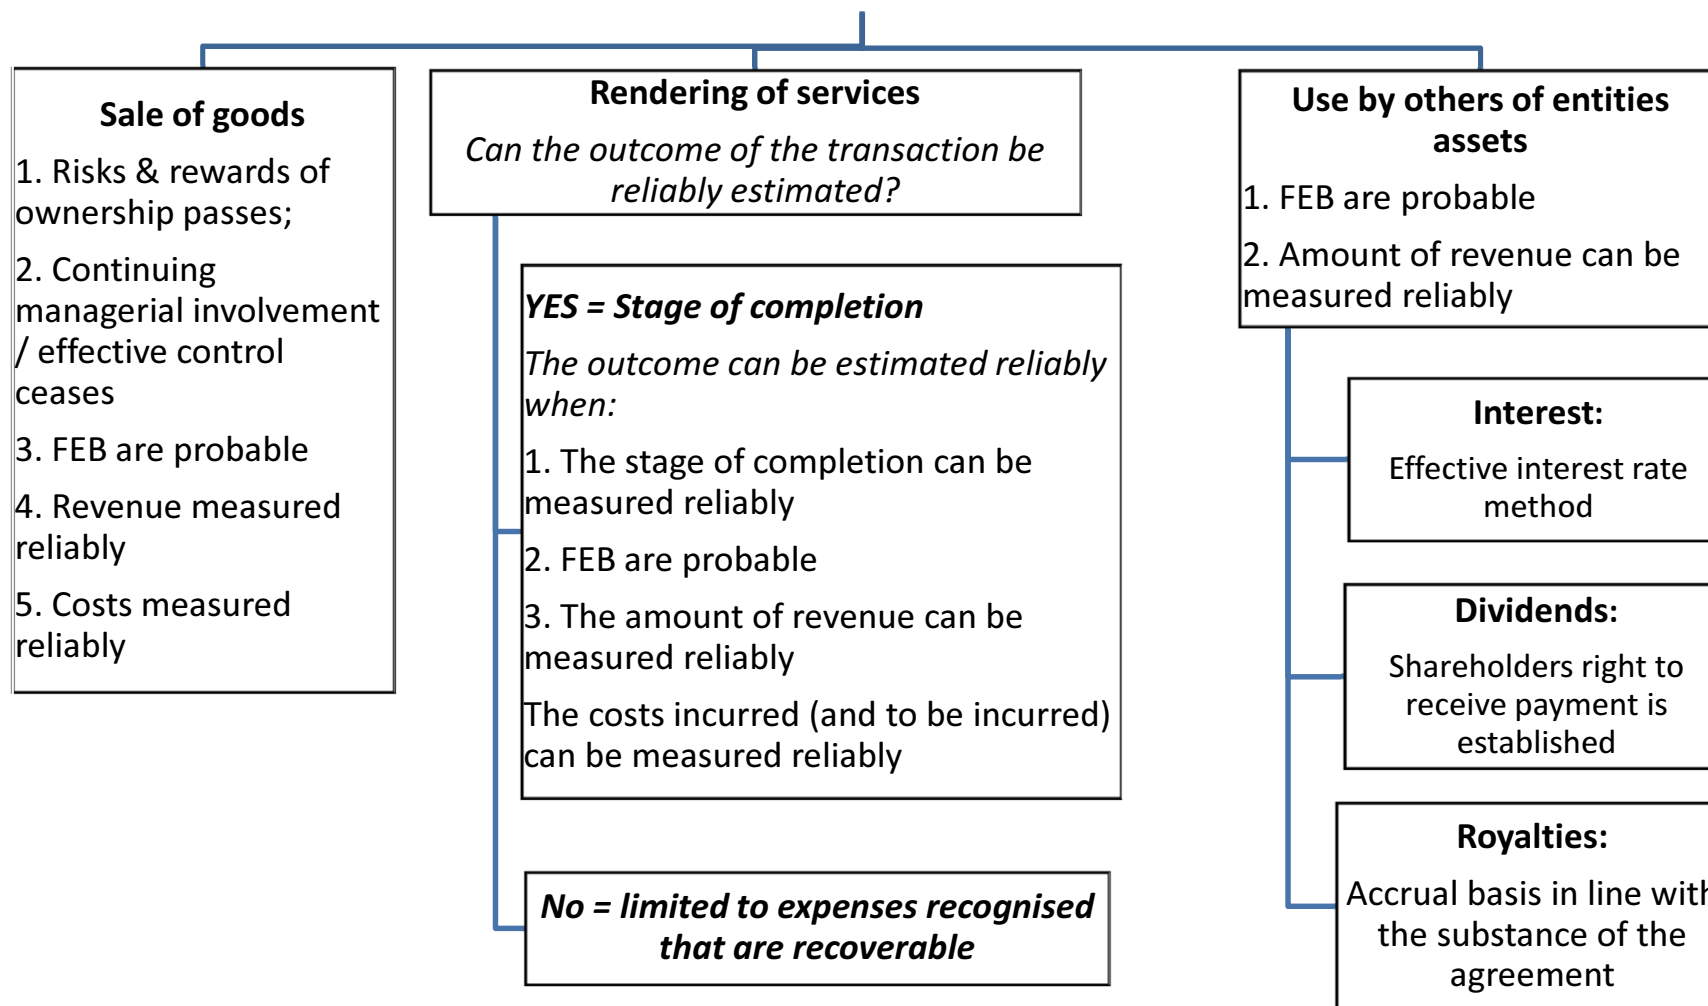 Sale of goods
1. Risks & rewards of
ownership passes;
2. Continuing
managerial involvement
/ effective control
ceases
3. FEB are probable
4. Revenue measured
reliably
5. Costs measured
reliably
Rendering of services
Can the outcome of the transaction be
reliably estimated?
YES = Stage of completion
The outcome can be estimated reliably
when:
1. The stage of completion can be
measured reliably
2. FEB are probable
3. The amount of revenue can be
measured reliably
The costs incurred (and to be incurred)
can be measured reliably
No = limited to expenses recognised
that are recoverable
Use by others of entities
assets
1. FEB are probable
2. Amount of revenue can be
measured reliably
Interest:
Effective interest rate
method
Dividends:
Shareholders right to
receive payment is
established
Royalties:
Accrual basis in line with
the substance of the
agreement